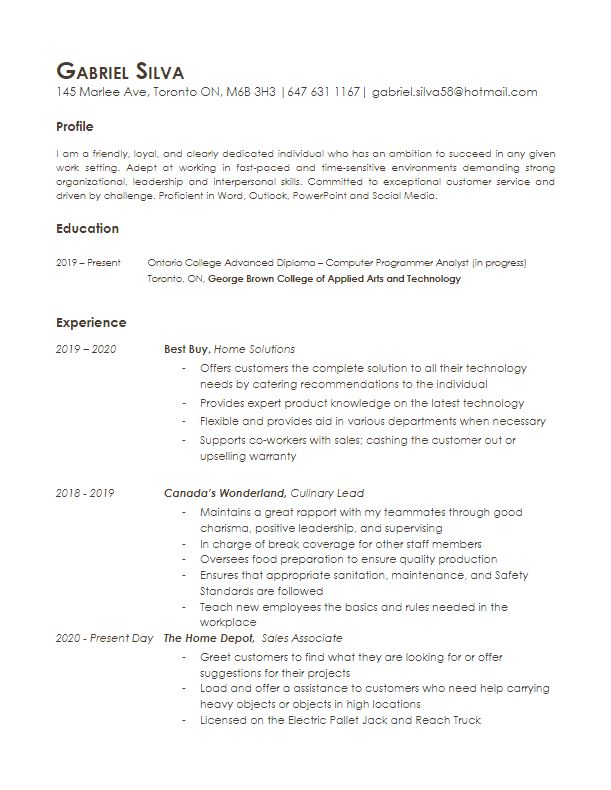 GABRIEL SILVA
145 Marlee Ave, Toronto ON, M6B 3H3 |647 631 1167| gabriel.silva58@hotmail.com
Profile
I am a friendly, loyal, and clearly dedicated individual who has an ambition to succeed in any given
work setting. Adept at working in fast-paced and time-sensitive environments demanding strong
organizational, leadership and interpersonal skills. Committed to exceptional customer service and
driven by challenge. Proficient in Word, Outlook, PowerPoint and Social Media.
Education
2019 – Present Ontario College Advanced Diploma – Computer Programmer Analyst (in progress)
Toronto, ON, George Brown College of Applied Arts and Technology
Experience
2019 – 2020 Best Buy, Home Solutions
- Offers customers the complete solution to all their technology
needs by catering recommendations to the individual
- Provides expert product knowledge on the latest technology
- Flexible and provides aid in various departments when necessary
- Supports co-workers with sales; cashing the customer out or
upselling warranty
2018 - 2019 Canada's Wonderland, Culinary Lead
- Maintains a great rapport with my teammates through good
charisma, positive leadership, and supervising
- In charge of break coverage for other staff members
- Oversees food preparation to ensure quality production
- Ensures that appropriate sanitation, maintenance, and Safety
Standards are followed
- Teach new employees the basics and rules needed in the
workplace
2020 - Present Day The Home Depot, Sales Associate
- Greet customers to find what they are looking for or offer
suggestions for their projects
- Load and offer a assistance to customers who need help carrying
heavy objects or objects in high locations
- Licensed on the Electric Pallet Jack and Reach Truck